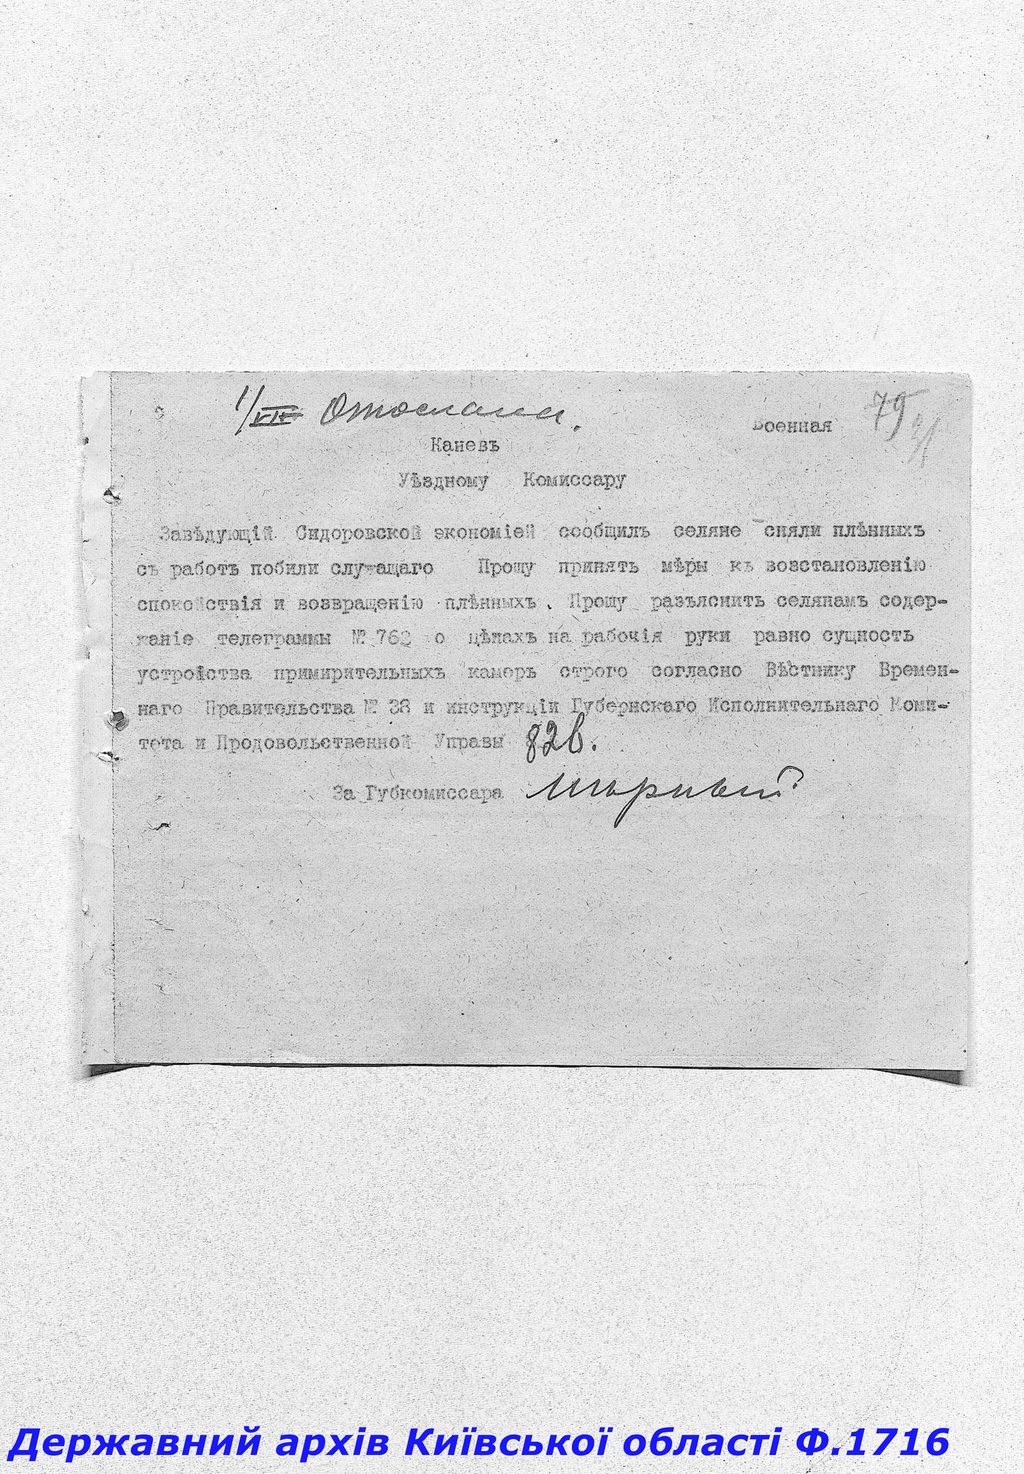 1/VII Отослана.
79
Военная
Каневъ
Уѣздному Комиссару
Завѣдующій Сидоровской экономіей сообщилъ селяне сняли плѣнныхъ
съ работъ побили служащаго Прошу принять мѣры къ возстановленію
спокойствія и возвращенію плѣнныхъ. Прошу разъяснить селянамъ содер-
жаніе телеграммы № 762 о цѣнахъ на рабочія руки равно сущность
устройства примирительныхъ камеръ строго согласно Вѣстнику Времен-
наго Правительства № 38 и инструкціи Губернскаго Исполнительнаго Коми-
тета и Продовольственной Управы 82в.
За Губкомиссара
Державний архів Київської області Ф.1716